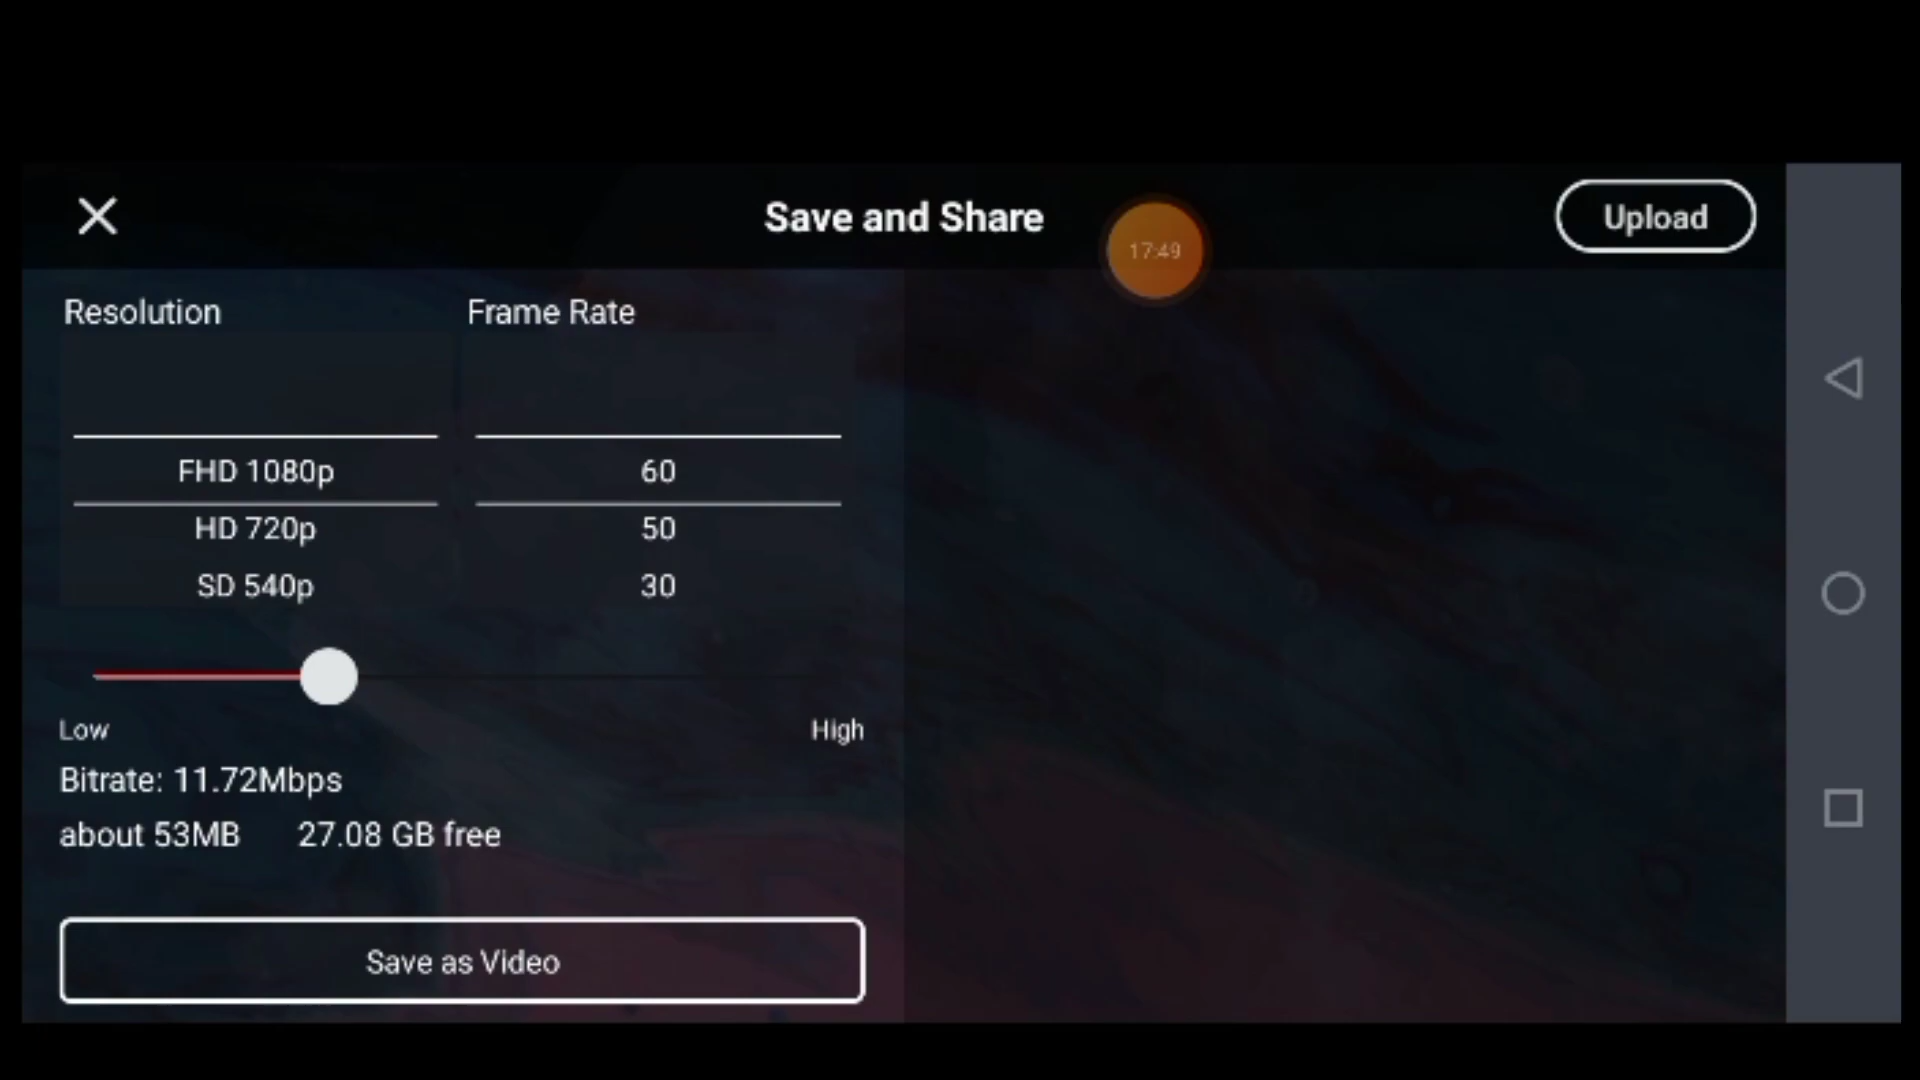 Save and Share
17:49
Upload
Resolution
Frame Rate
FHD 1080p
60
HD 720p
50
SD 540p
30
Low
High
Bitrate: 11.72Mbps
about 53MB 27.08 GB free
Save as Video